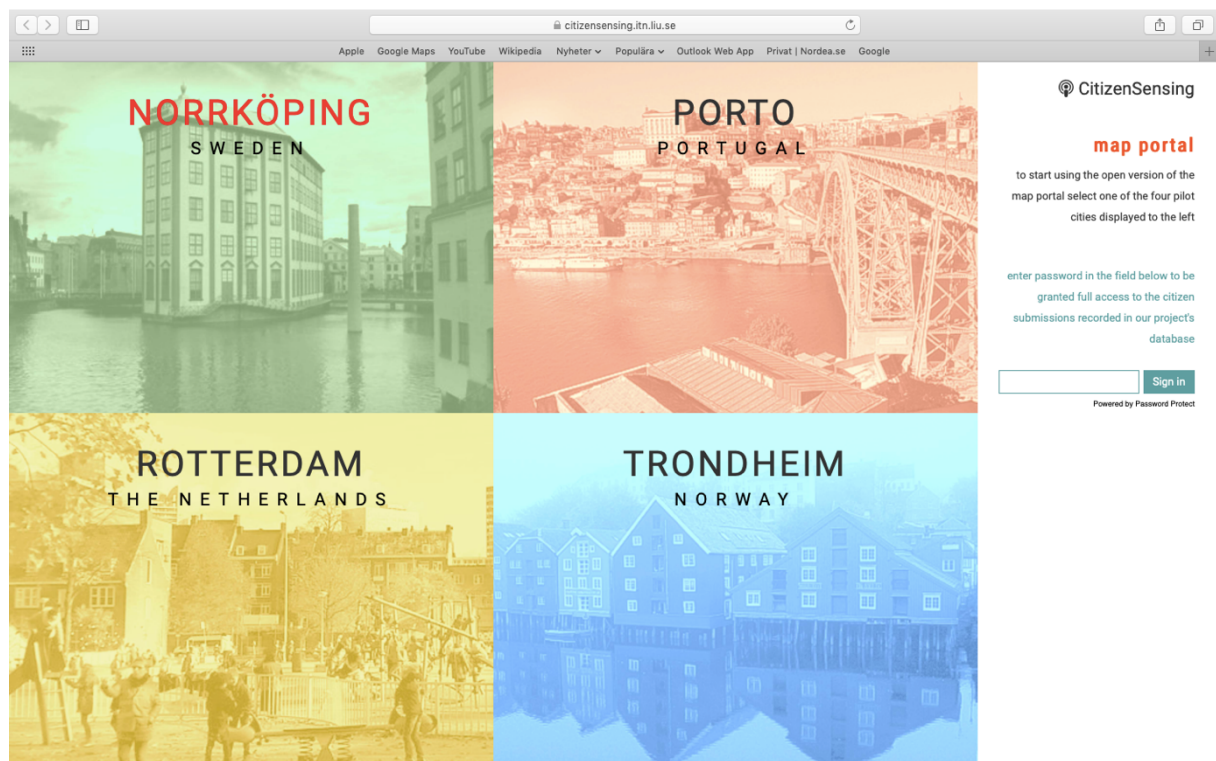 citizensensing.itn.liu.se
Apple Google Maps YouTube Wikipedia Nyheter Populära Outlook Web App Privat | Nordea.se Google
NORRKÖPING
SWEDEN
PORTO
PORTUGAL
ROTTERDAM
THE NETHERLANDS
TRONDHEIM
NORWAY
CitizenSensing
map portal
to start using the open version of the
map portal select one of the four pilot
cities displayed to the left
enter password in the field below to be
granted full access to the citizen
submissions recorded in our project's
database
Sign in
Powered by Password Protect